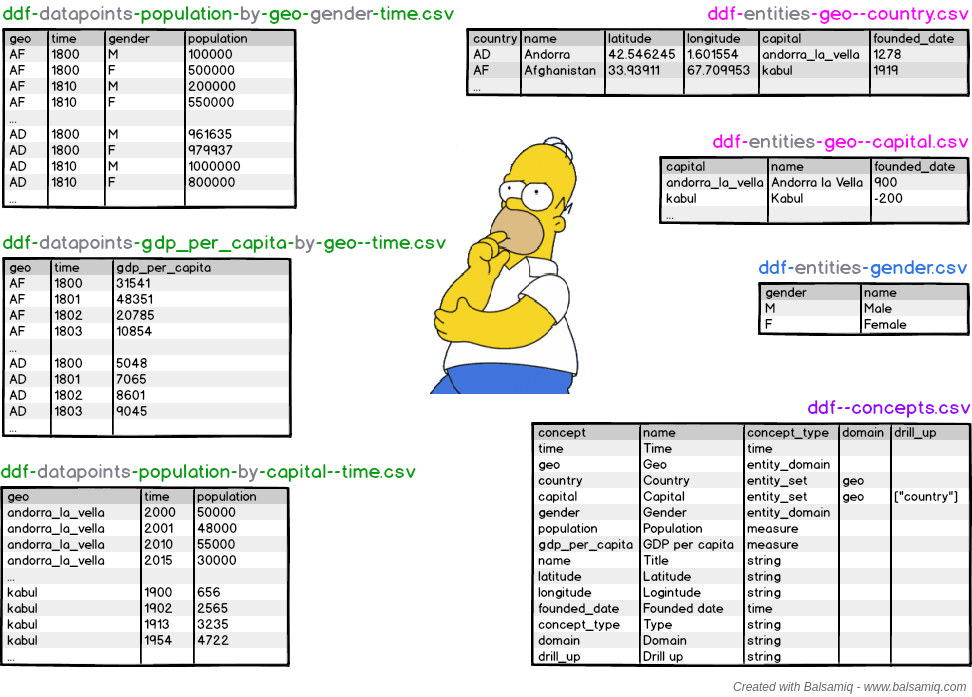 ddf-datapoints-population-by-geo-gender-time.csv
geo time gender population
AF 1800 M 100000
AF 1800 F 500000
AF 1810 M 200000
AF 1810 F 550000
...
AD 1800 M 961635
AD 1800 F 979937
AD 1810 M 1000000
AD 1810 F 800000
...
ddf-datapoints-gdp_per_capita-by-geo--time.csv
geo time gdp_per_capita
AF 1800 31541
AF 1801 48351
AF 1802 20785
AF 1803 10854
...
AD 1800 5048
AD 1801 7065
AD 1802 8601
AD 1803 9045
...
ddf-datapoints-population-by-capital--time.csv
geo time population
andorra_la_vella 2000 50000
andorra_la_vella 2001 48000
andorra_la_vella 2010 55000
andorra_la_vella 2015 30000
...
kabul 1900 656
kabul 1902 2565
kabul 1913 3235
kabul 1954 4722
...
ddf-entities-geo--country.csv
country name latitude longitude capital founded_date
AD Andorra 42.546245 1.601554 andorra_la_vella 1278
AF Afghanistan 33.93911 67.709953 kabul 1919
...
ddf-entities-geo--capital.csv
capital name founded_date
andorra_la_vella Andorra la Vella 900
kabul Kabul -200
...
ddf-entities-gender.csv
gender name
M Male
F Female
ddf--concepts.csv
concept name concept_type domain drill_up
time Time time
geo Geo entity_domain
country Country entity_set geo
capital Capital entity_set geo ["country"]
gender Gender entity_domain
population Population measure
gdp_per_capita GDP per capita measure
name Title string
latitude Latitude string
longitude Logintude string
founded_date Founded date time
concept_type Type string
domain Domain string
drill_up Drill up string
Created with Balsamiq - www.balsamiq.com